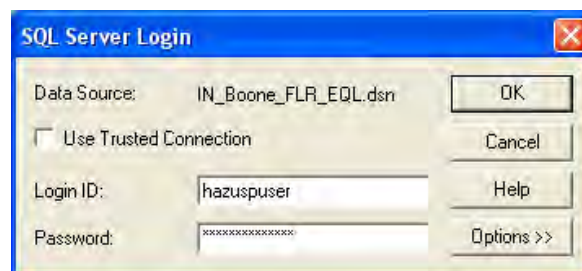 SQL Server Login
Data Source: IN_Boone_FLR_EQL.dsn OK
Use Trusted Connection Cancel
Login ID: hazuspuser Help
Password: ************** Options >>